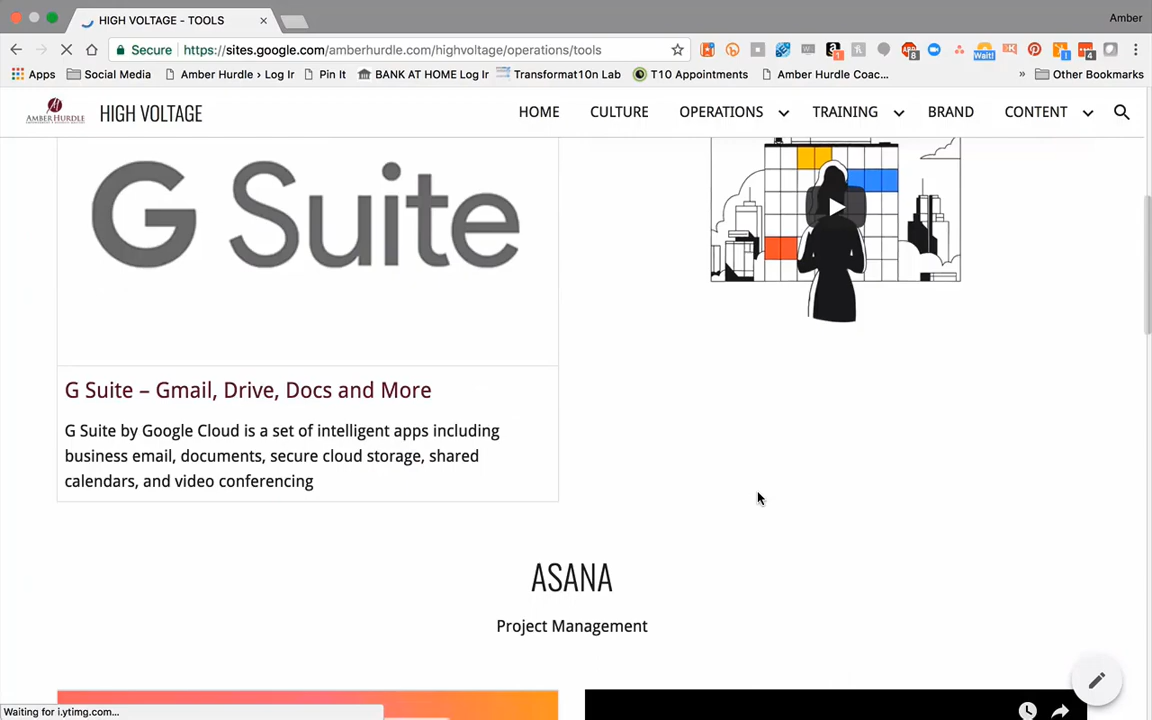 HIGH VOLTAGE - TOOLS
Amber
Secure https://sites.google.com/amberhurdle.com/highvoltage/operations/tools
Apps Social Media Amber Hurdle › Log Ir Pin It BANK AT HOME Log Ir Transformat10n Lab T10 Appointments Amber Hurdle Coac... » Other Bookmarks
AMBER HURDLE
HIGH VOLTAGE
HOME CULTURE OPERATIONS TRAINING BRAND CONTENT
G Suite
G Suite – Gmail, Drive, Docs and More
G Suite by Google Cloud is a set of intelligent apps including
business email, documents, secure cloud storage, shared
calendars, and video conferencing
ASANA
Project Management
Waiting for i.ytimg.com...